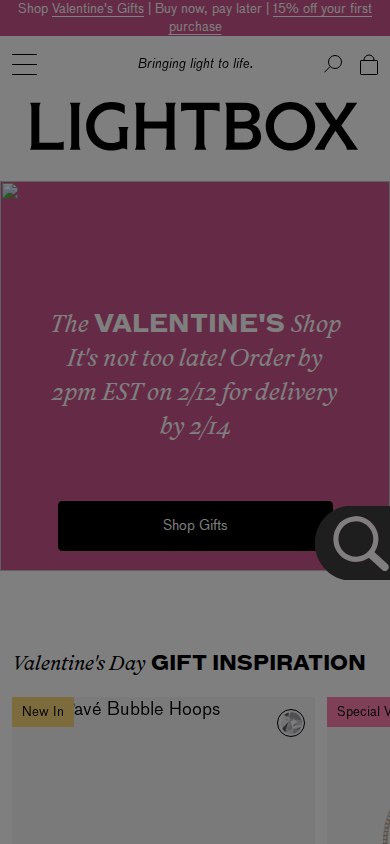 Shop Valentine's Gifts | Buy now, pay later | 15% off your first
purchase
Bringing light to life.
LIGHTBOX
The VALENTINE'S Shop
It's not too late! Order by
2pm EST on 2/12 for delivery
by 2/14
Shop Gifts
Valentine's Day GIFT INSPIRATION
New In
avé Bubble Hoops
Special